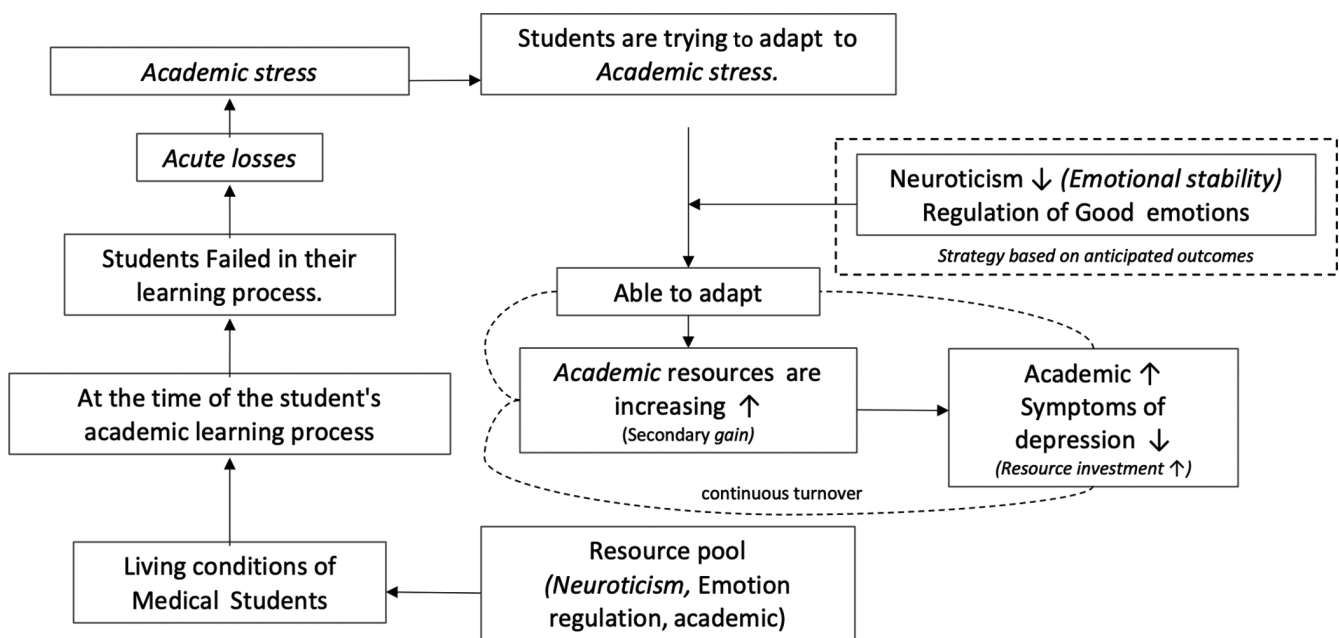 Students are trying to adapt to
Academic stress.
Academic stress
Acute losses
Neuroticism ↓ (Emotional stability)
Regulation of Good emotions
Strategy based on anticipated outcomes
Students Failed in their
learning process.
Able to adapt
Academic resources are
increasing ↑
(Secondary gain)
Academic ↑
Symptoms of
depression ↓
(Resource investment ↑)
At the time of the student's
academic learning process
continuous turnover
Living conditions of
Medical Students
Resource pool
(Neuroticism, Emotion
regulation, academic)